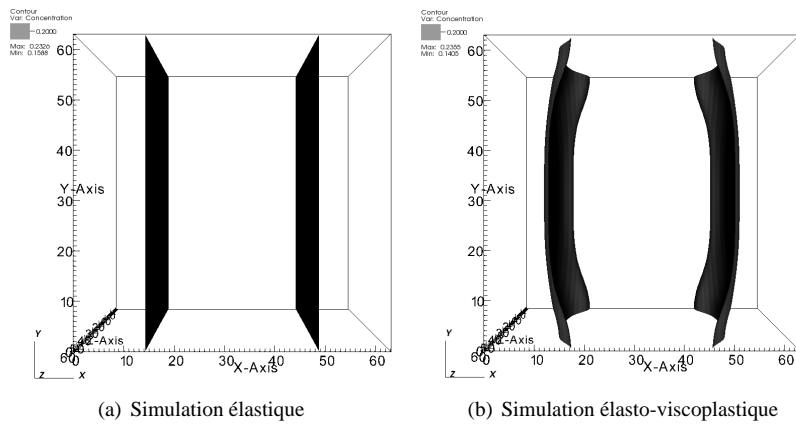 Contour
Var: Concentration
0.2000
Max: 0.2326
Min: 0.1588
60
50
40
Y-Axis
30
20
10
0
10
20
30
40
50
60
X-Axis
Y
Z
X
(a) Simulation élastique
Contour
Var: Concentration
0.2000
Max: 0.2355
Min: 0.1405
60
50
40
Y-Axis
30
20
10
0
10
20
30
40
50
60
X-Axis
Y
Z
X
(b) Simulation élasto-viscoplastique